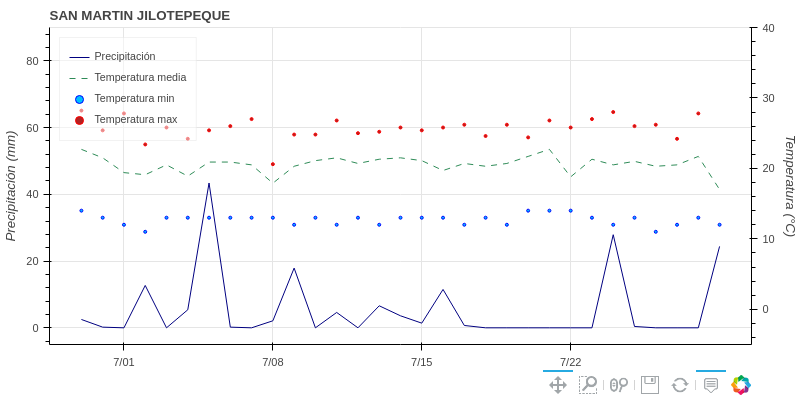 SAN MARTIN JILOTEPEQUE
Precipitación
Temperatura media
Temperatura min
Temperatura max
Precipitación (mm)
80
60
40
20
0
Temperatura (°C)
40
30
20
10
0
7/01
7/08
7/15
7/22